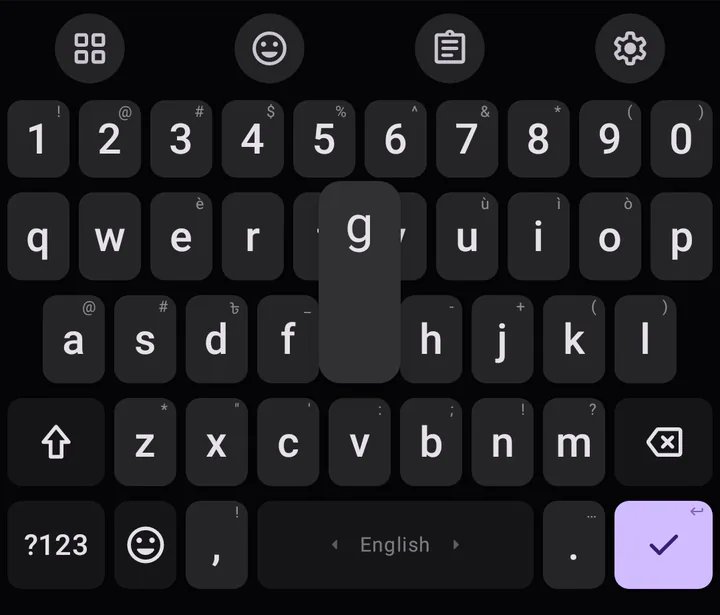 ! @ # $ % ^ & * ( )
1 2 3 4 5 6 7 8 9 0
è ù ì ò
q w e r g u i o p
@ # _ - + ( )
a s d f h j k l
* " ' : ; ! ?
z x c v b n m
! …
?123 , English .